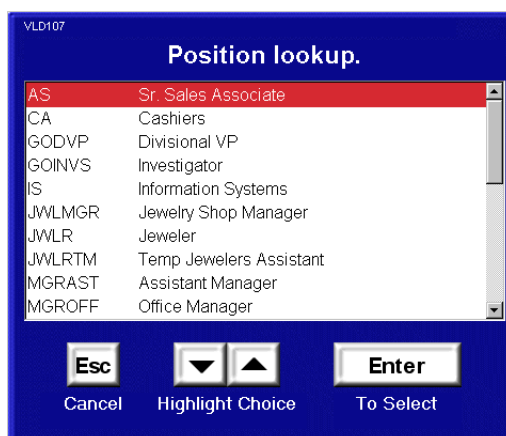 VLD107
Position lookup.
AS Sr. Sales Associate
CA Cashiers
GODVP Divisional VP
GOINVS Investigator
IS Information Systems
JWLMGR Jewelry Shop Manager
JWLR Jeweler
JWLRTM Temp Jewelers Assistant
MGRAST Assistant Manager
MGROFF Office Manager
Esc Enter
Cancel Highlight Choice To Select